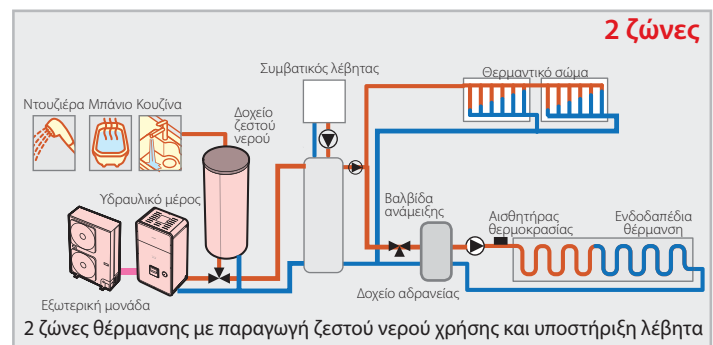 2 ζώνες
Συμβατικός λέβητας
Θερμαντικό σώμα
Ντουζιέρα Μπάνιο Κουζίνα
Δοχείο
ζεστού
νερού
Υδραυλικό μέρος
Βαλβίδα
ανάμειξης
Αισθητήρας
θερμοκρασίας
Ενδοδαπέδια
θέρμανση
Εξωτερική μονάδα
Δοχείο αδρανείας
2 ζώνες θέρμανσης με παραγωγή ζεστού νερού χρήσης και υποστήριξη λέβητα